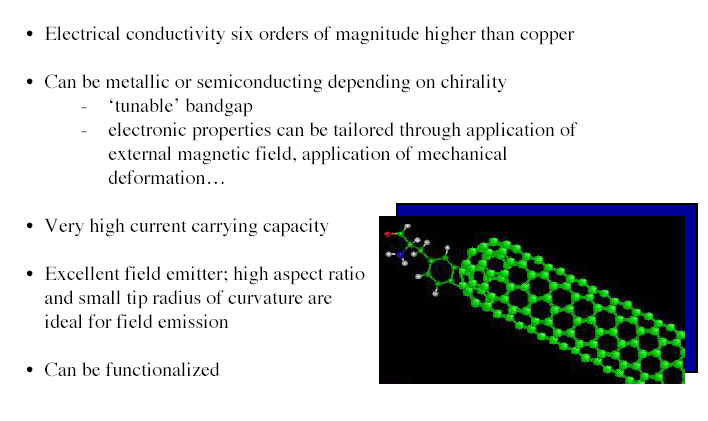 • Electrical conductivity six orders of magnitude higher than copper
• Can be metallic or semiconducting depending on chirality
- ‘tunable’ bandgap
- electronic properties can be tailored through application of
external magnetic field, application of mechanical
deformation…
• Very high current carrying capacity
• Excellent field emitter; high aspect ratio
and small tip radius of curvature are
ideal for field emission
• Can be functionalized